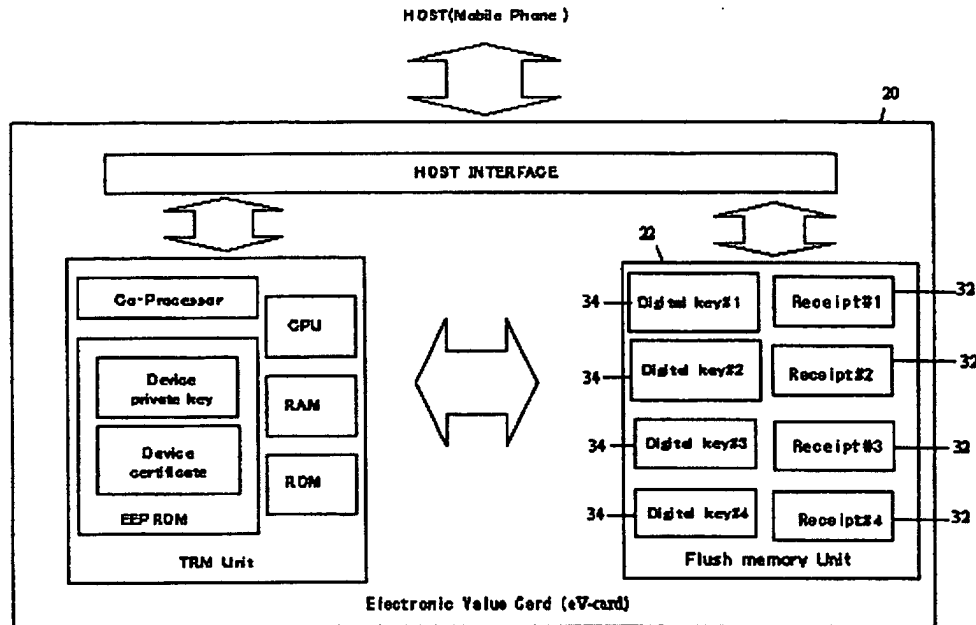 HOST(Mobile Phone)
20
HOST INTERFACE
22
Co-Processor
CPU
Device
private key
RAM
Device
certificate
ROM
EEPROM
TRM Unit
34 Digital key#1 Receipt#1 32
34 Digital key#2 Receipt#2 32
34 Digital key#3 Receipt#3 32
34 Digital key#4 Receipt#4 32
Flush memory Unit
Electronic Value Card (eV-card)